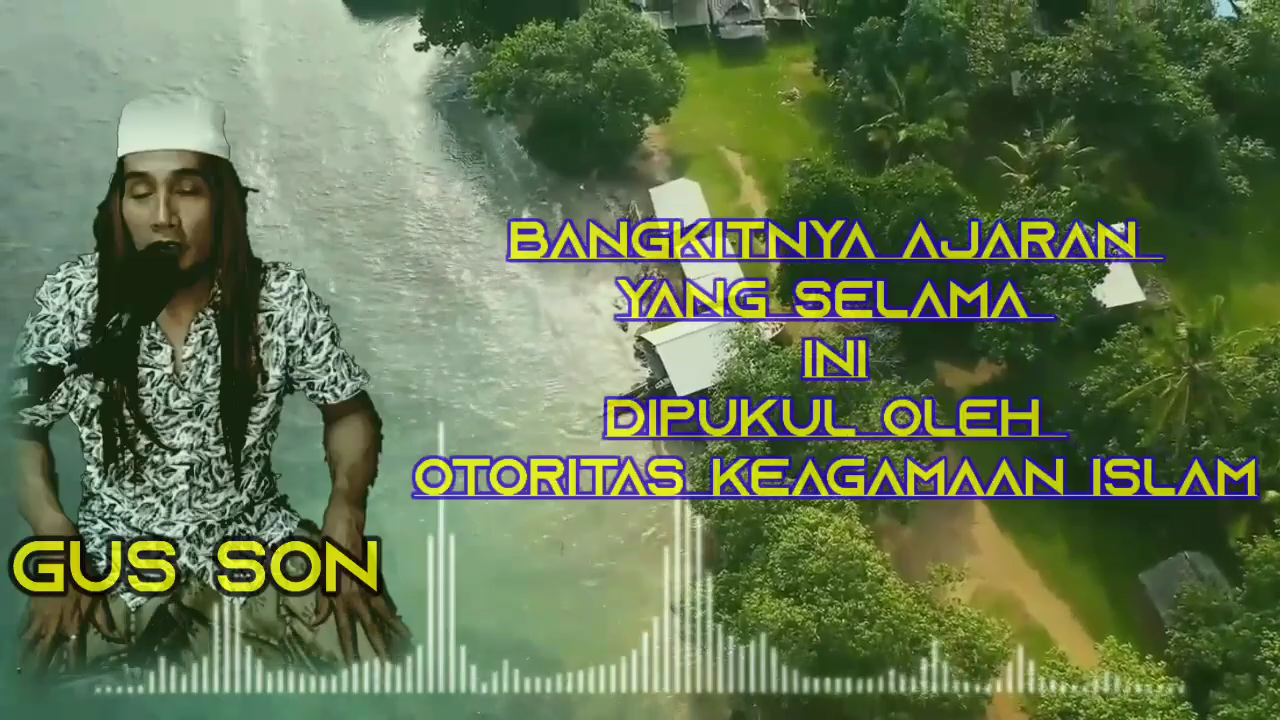 BANGKITNYA AJARAN
YANG SELAMA
INI
DIPUKUL OLEH
OTORITAS KEAGAMAAN ISLAM
GUS SON